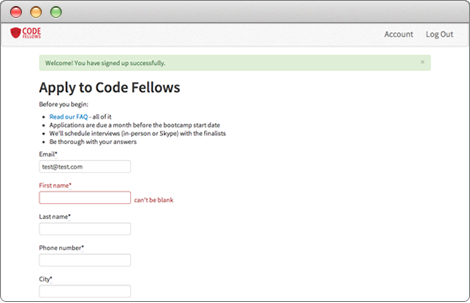 CODE
FELLOWS
Account Log Out
Welcome! You have signed up successfully. ×
Apply to Code Fellows
Before you begin:
• Read our FAQ - all of it
• Applications are due a month before the bootcamp start date
• We'll schedule interviews (in-person or Skype) with the finalists
• Be thorough with your answers
Email*
test@test.com
First name*
can't be blank
Last name*
Phone number*
City*